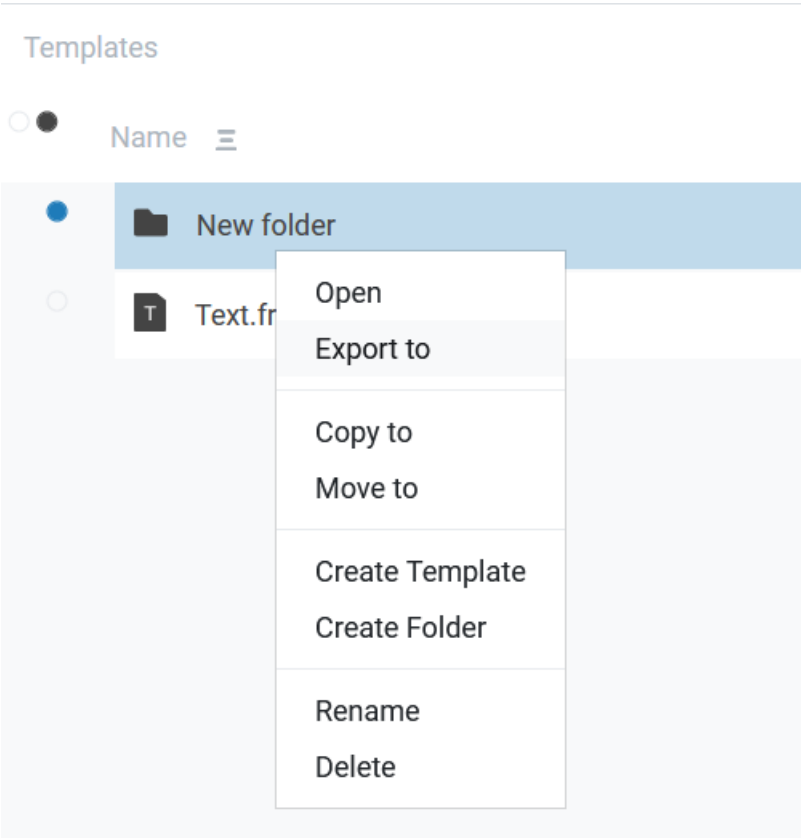 Templates
Name
New folder
T
Text.fr
Open
Export to
Copy to
Move to
Create Template
Create Folder
Rename
Delete